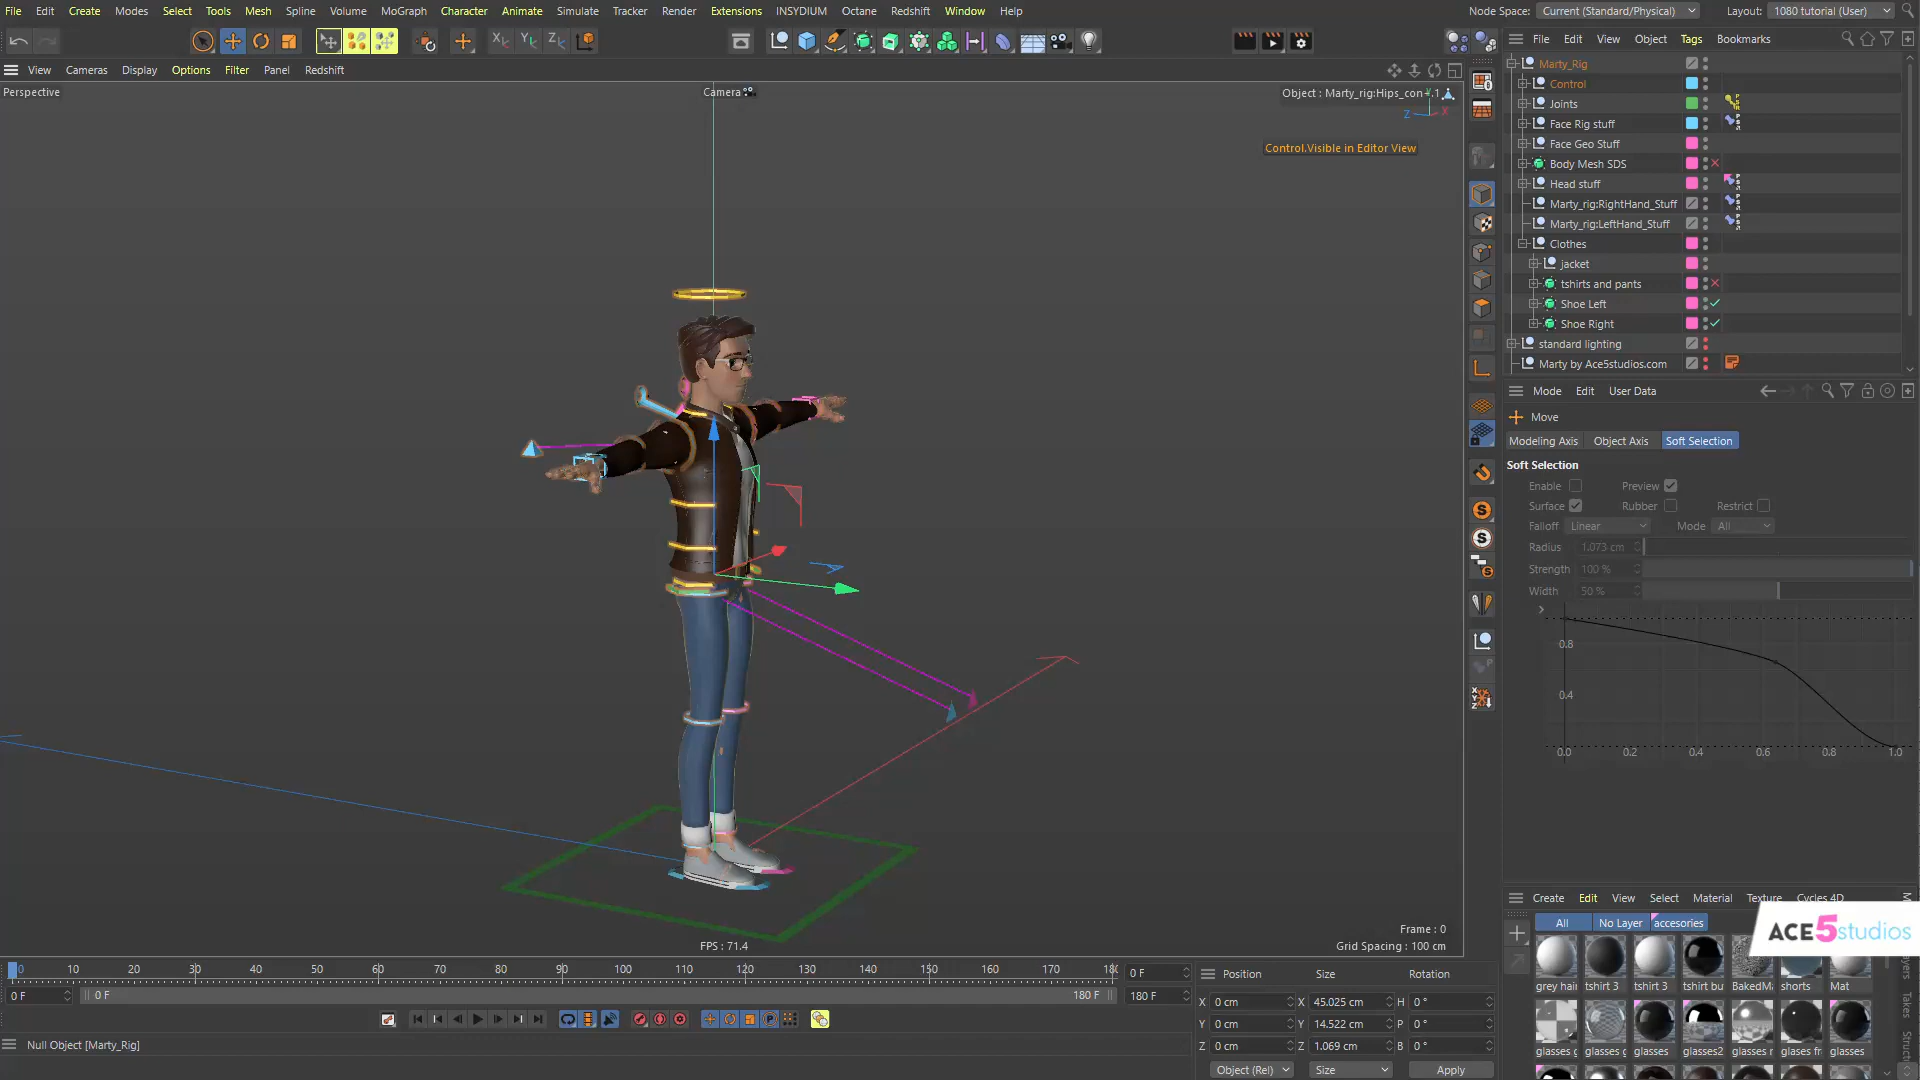 File Edit Create Modes Select Tools Mesh Spline Volume MoGraph Character Animate Simulate Tracker Render Extensions INSYDIUM Octane Redshift Window Help
Node Space: Current (Standard/Physical) Layout: 1080 tutorial (User)
File Edit View Object Tags Bookmarks
View Cameras Display Options Filter Panel Redshift
Perspective
Camera
Object : Marty_rig:Hips_con+.1
Y
Z X
Control.Visible in Editor View
Marty_Rig
Control
Joints
Face Rig stuff
Face Geo Stuff
Body Mesh SDS
Head stuff
Marty_rig:RightHand_Stuff
Marty_rig:LeftHand_Stuff
Clothes
jacket
tshirts and pants
Shoe Left
Shoe Right
standard lighting
Marty by Ace5studios.com
Mode Edit User Data
Move
Modeling Axis Object Axis Soft Selection
Soft Selection
Enable Preview
Surface Rubber Restrict
Falloff Linear Mode All
Radius 1.073 cm
Strength 100 %
Width 50 %
0.8
0.4
0.0 0.2 0.4 0.6 0.8 1.0
Create Edit View Select Material Texture Cycles 4D
All No Layer accesories
ACE5studios
grey hair tshirt 3 tshirt 3 tshirt bu BakedMa shorts Mat
glasses g glasses g glasses glasses2 glasses r glases fr glasses
Takes
FPS : 71.4
Frame : 0
Grid Spacing : 100 cm
0 10 20 30 40 50 60 70 80 90 100 110 120 130 140 150 160 170 180
0 F
0 F 0 F 180 F 180 F
Position Size Rotation
X 0 cm X 45.025 cm H 0 °
Y 0 cm Y 14.522 cm P 0 °
Z 0 cm Z 1.069 cm B 0 °
Object (Rel) Size Apply
Null Object [Marty_Rig]